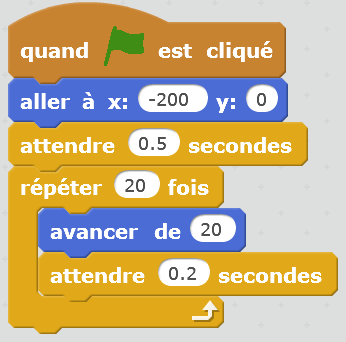 quand est cliqué
aller à x: -200 y: 0
attendre 0.5 secondes
répéter 20 fois
avancer de 20
attendre 0.2 secondes